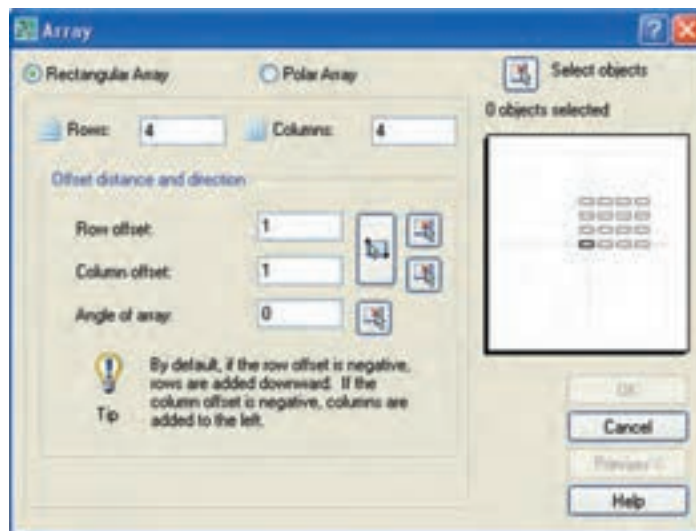 Array
Rectangular Array
Polar Array
Select objects
0 objects selected
Rows: 4
Columns: 4
Offset distance and direction
Row offset: 1
Column offset: 1
Angle of array: 0
By default, if the row offset is negative,
rows are added downward. If the
column offset is negative, columns are
added to the left.
Tip
OK
Cancel
Preview <
Help